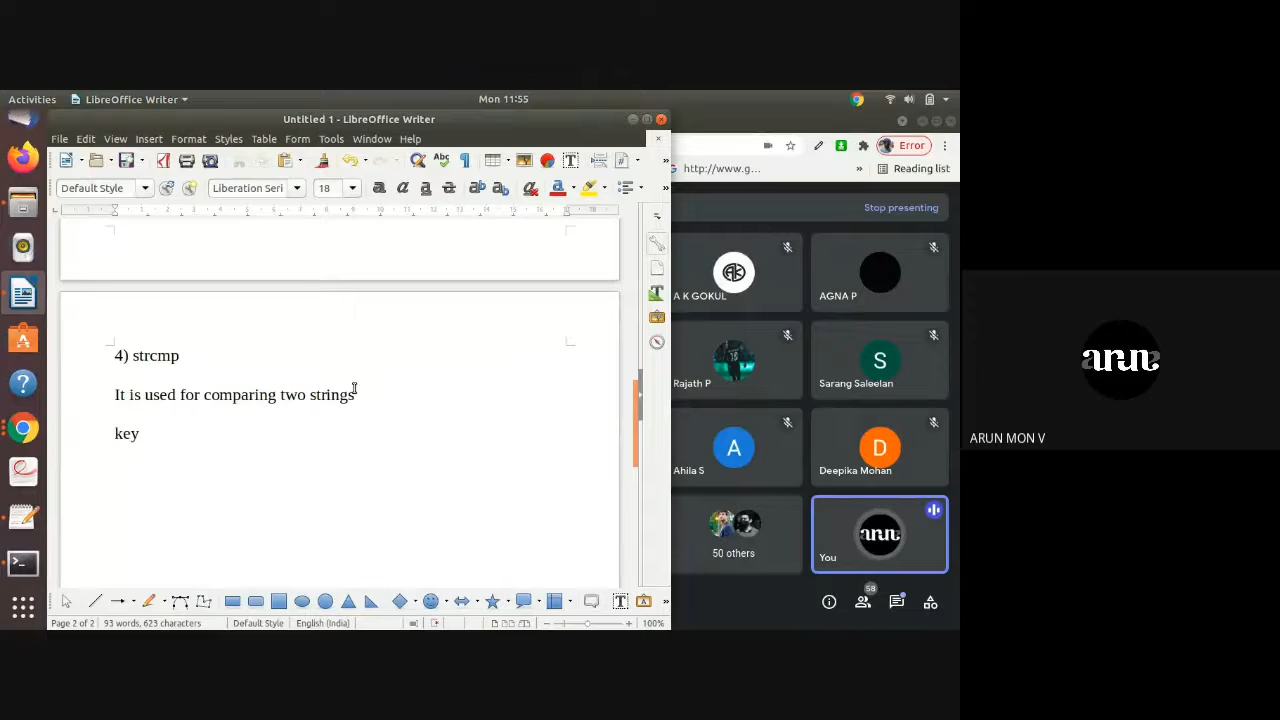 Activities
LibreOffice Writer
Mon 11:55
Untitled 1 - LibreOffice Writer
File Edit View Insert Format Styles Table Form Tools Window Help
Error
Default Style
Liberation Seri
18
http://www.g...
»
Reading list
Stop presenting
4) strcmp
It is used for comparing two strings
key
A K GOKUL
AGNA P
Rajath P
S
Sarang Saleelan
A
Ahila S
D
Deepika Mohan
50 others
arun
You
58
arun
ARUN MON V
Page 2 of 2
93 words, 623 characters
Default Style
English (India)
100%